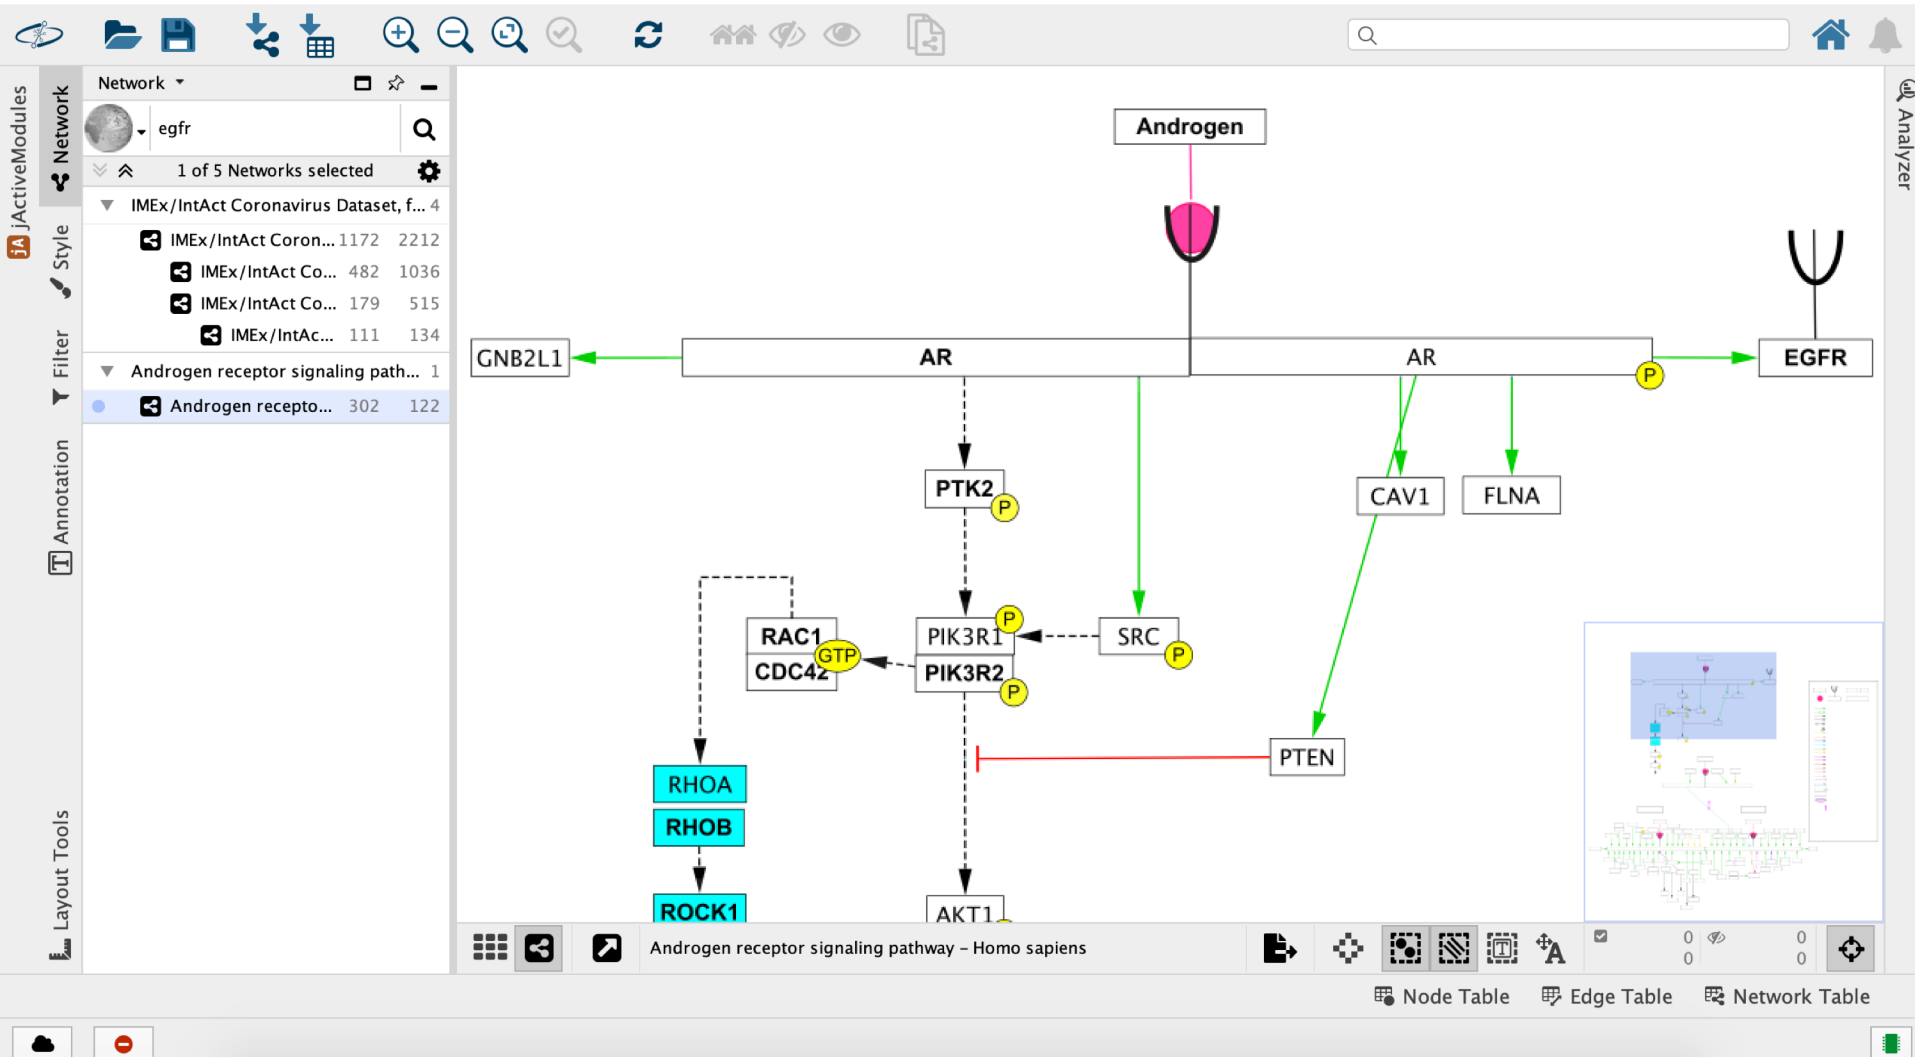 Network
egfr
1 of 5 Networks selected
IMEx/IntAct Coronavirus Dataset, f... 4
IMEx/IntAct Coron... 1172 2212
IMEx/IntAct Co... 482 1036
IMEx/IntAct Co... 179 515
IMEx/IntAc... 111 134
Androgen receptor signaling path... 1
Androgen recepto... 302 122
jA jActiveModules
Network
Style
Filter
T Annotation
Layout Tools
Analyzer
Androgen
GNB2L1
AR
AR
P
EGFR
PTK2
P
CAV1
FLNA
RAC1
CDC42
GTP
PIK3R1
P
PIK3R2
P
SRC
P
RHOA
RHOB
ROCK1
PTEN
AKT1
Androgen receptor signaling pathway – Homo sapiens
T
A
0 0
0 0
Node Table
Edge Table
Network Table